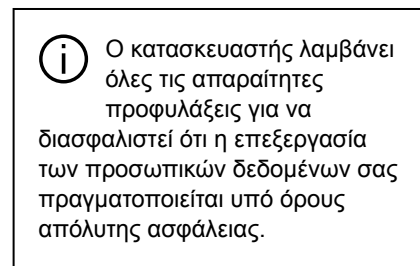 Ο κατασκευαστής λαμβάνει
όλες τις απαραίτητες
προφυλάξεις για να
διασφαλιστεί ότι η επεξεργασία
των προσωπικών δεδομένων σας
πραγματοποιείται υπό όρους
απόλυτης ασφάλειας.